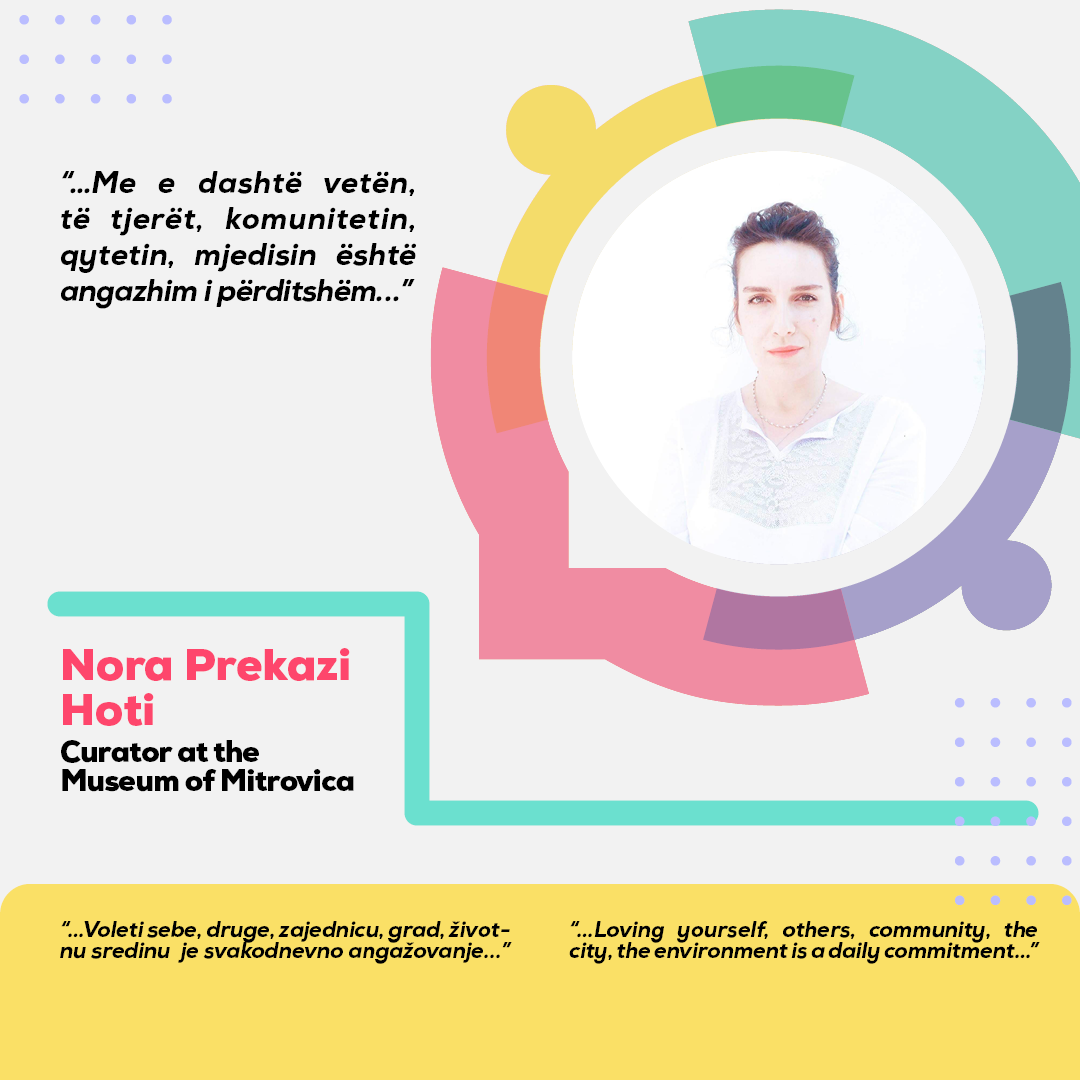 “...Me e dashtë vetën,
të tjerët, komunitetin,
qytetin, mjedisin është
angazhim i përditshëm...”
Nora Prekazi
Hoti
Curator at the
Museum of Mitrovica
“...Voleti sebe, druge, zajednicu, grad, život-
nu sredinu je svakodnevno angažovanje...”
“...Loving yourself, others, community, the
city, the environment is a daily commitment...”